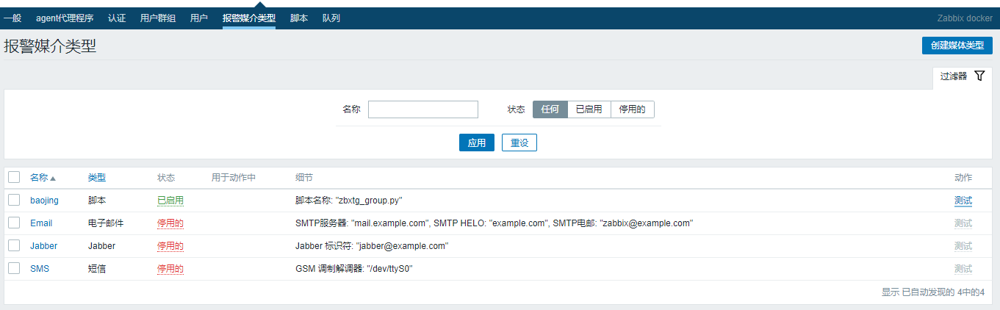 一般 agent代理程序 认证 用户群组 用户 报警媒介类型 脚本 队列 Zabbix docker
报警媒介类型 创建媒体类型
过滤器
名称 状态 任何 已启用 停用的
应用 重设
名称 类型 状态 用于动作中 细节 动作
baojing 脚本 已启用 脚本名称: "zbxtg_group.py" 测试
Email 电子邮件 停用的 SMTP服务器: "mail.example.com", SMTP HELO: "example.com", SMTP电邮: "zabbix@example.com" 测试
Jabber Jabber 停用的 Jabber 标识符: "jabber@example.com" 测试
SMS 短信 停用的 GSM 调制解调器: "/dev/ttyS0" 测试
显示 已自动发现的 4中的4